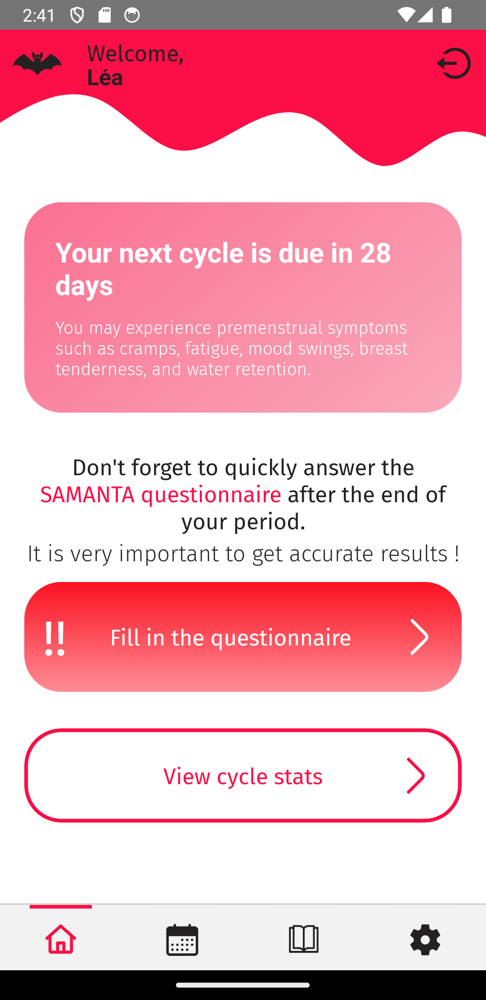 2:41
Welcome,
Léa
Your next cycle is due in 28
days
You may experience premenstrual symptoms
such as cramps, fatigue, mood swings, breast
tenderness, and water retention.
Don't forget to quickly answer the
SAMANTA questionnaire after the end of
your period.
It is very important to get accurate results !
!! Fill in the questionnaire
View cycle stats